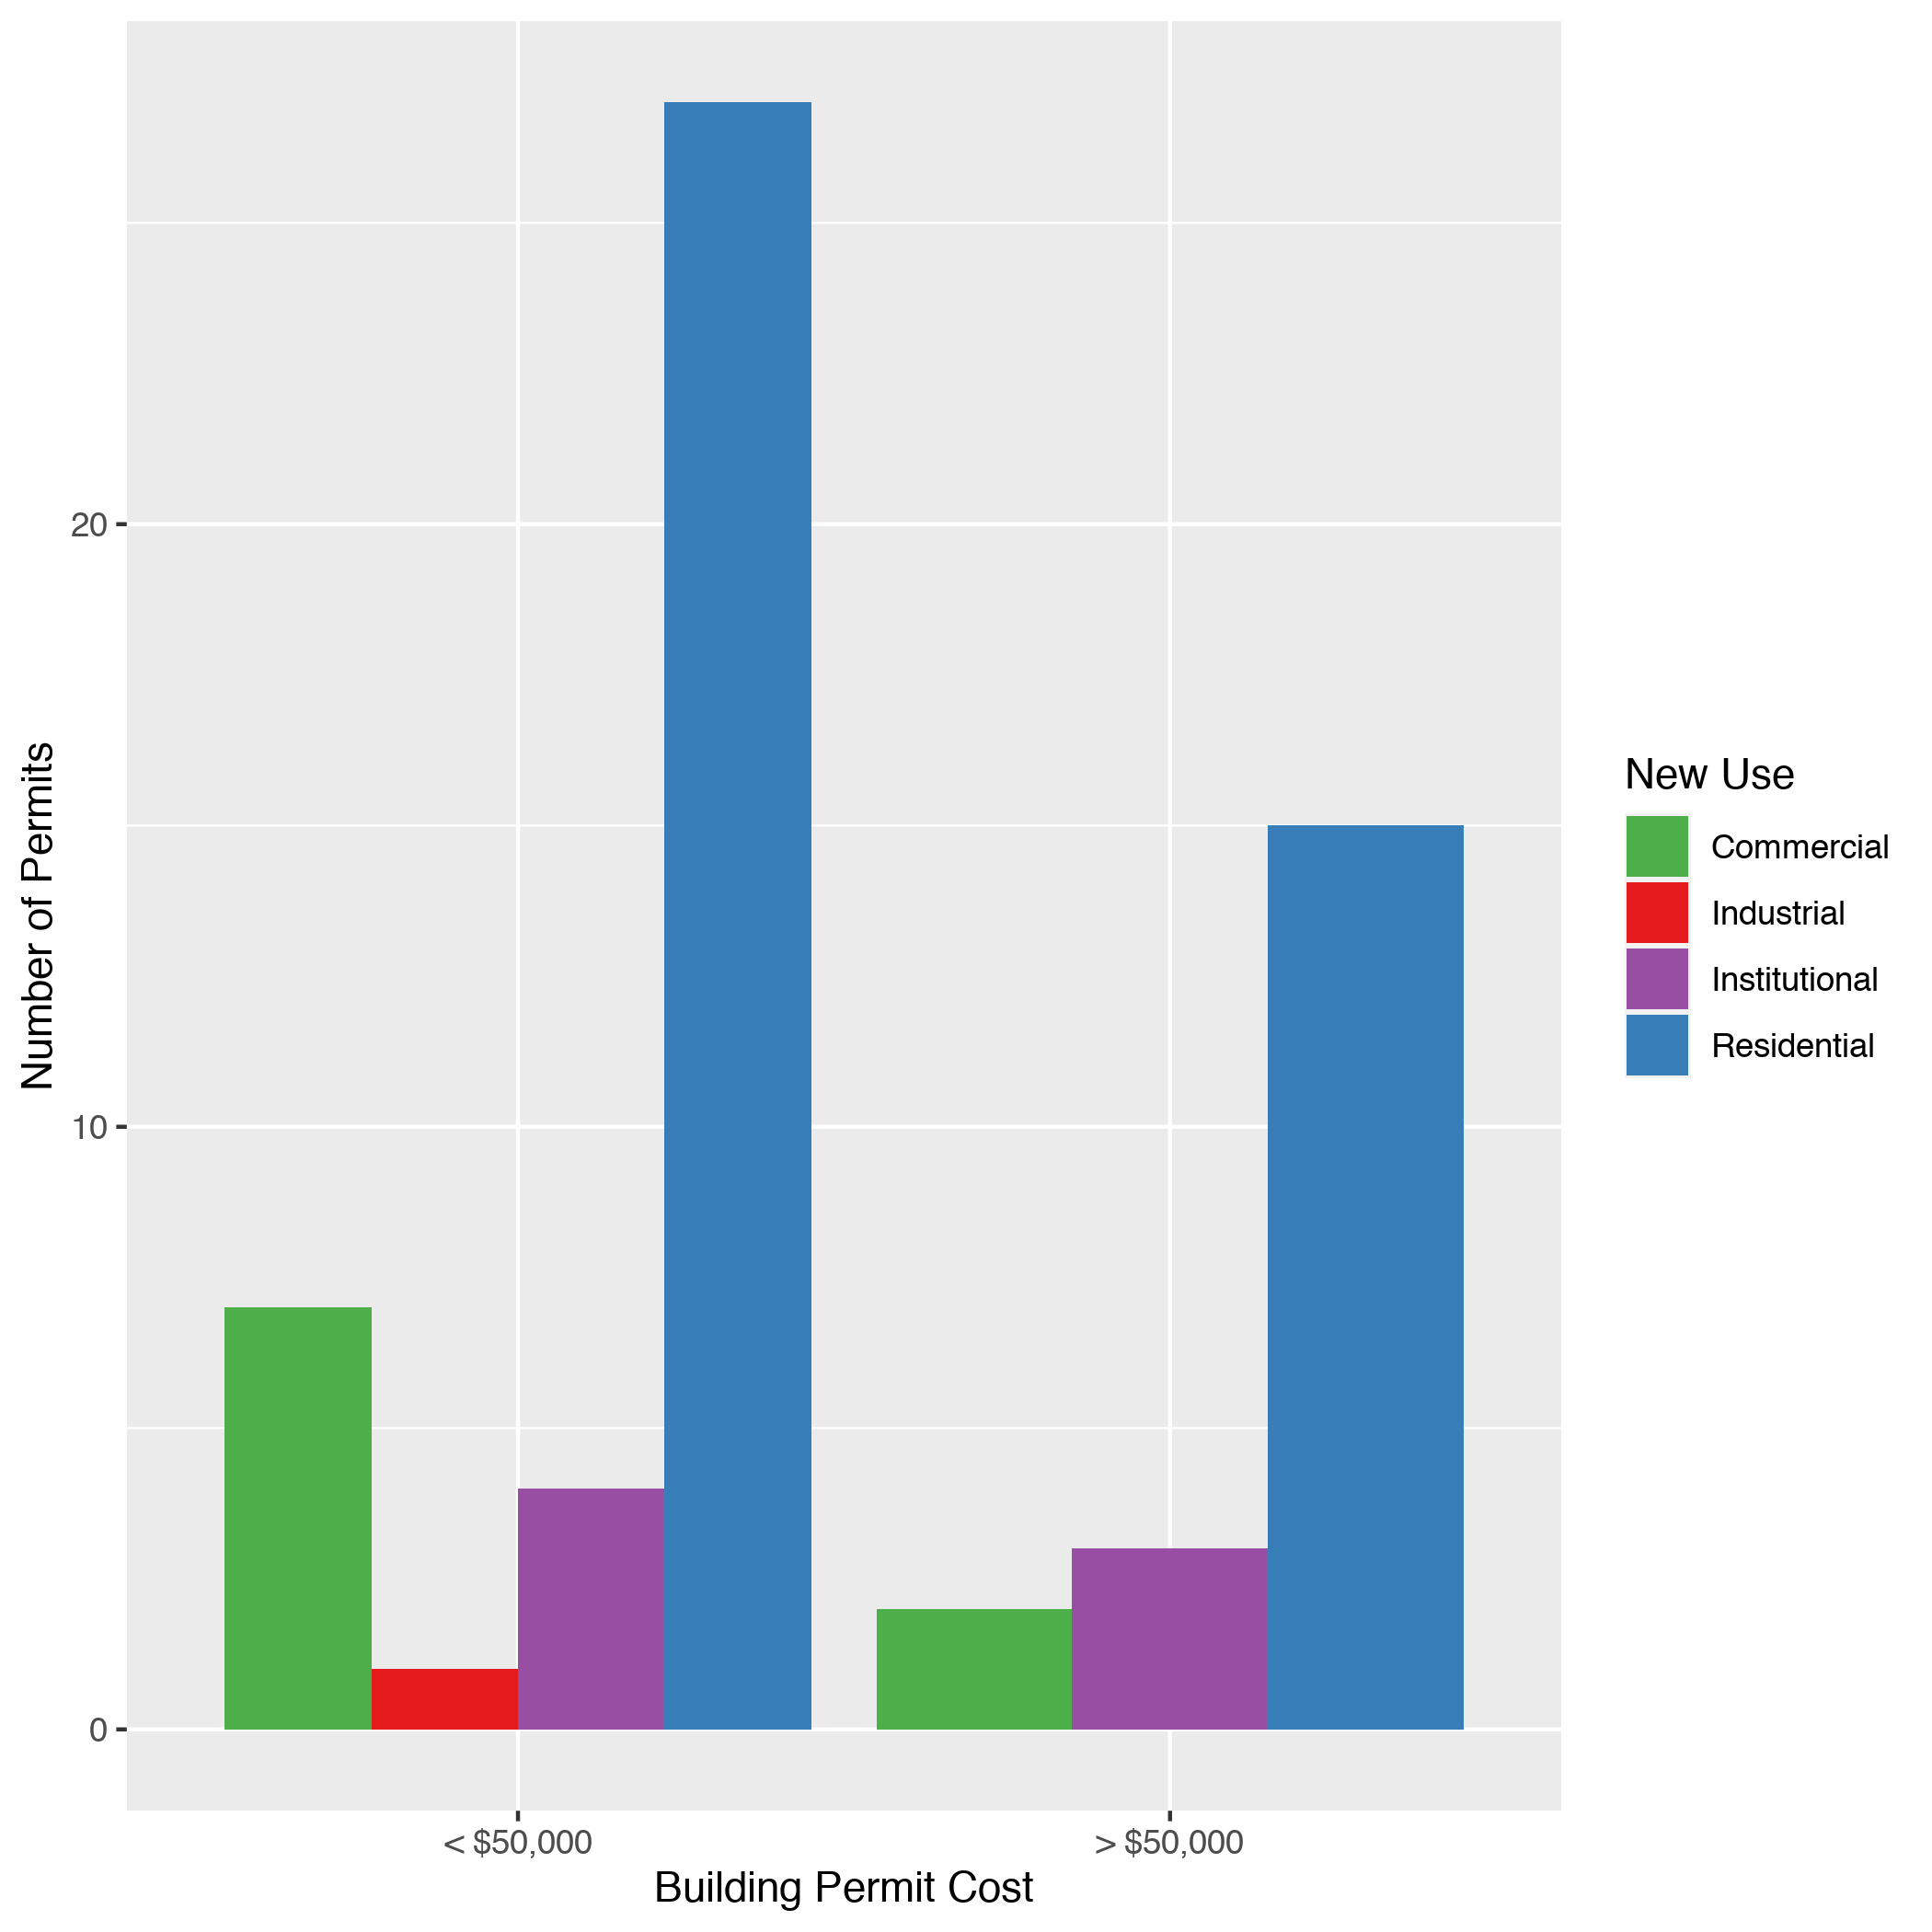 Number of Permits
20
10
0
< $50,000
> $50,000
Building Permit Cost
New Use
Commercial
Industrial
Institutional
Residential